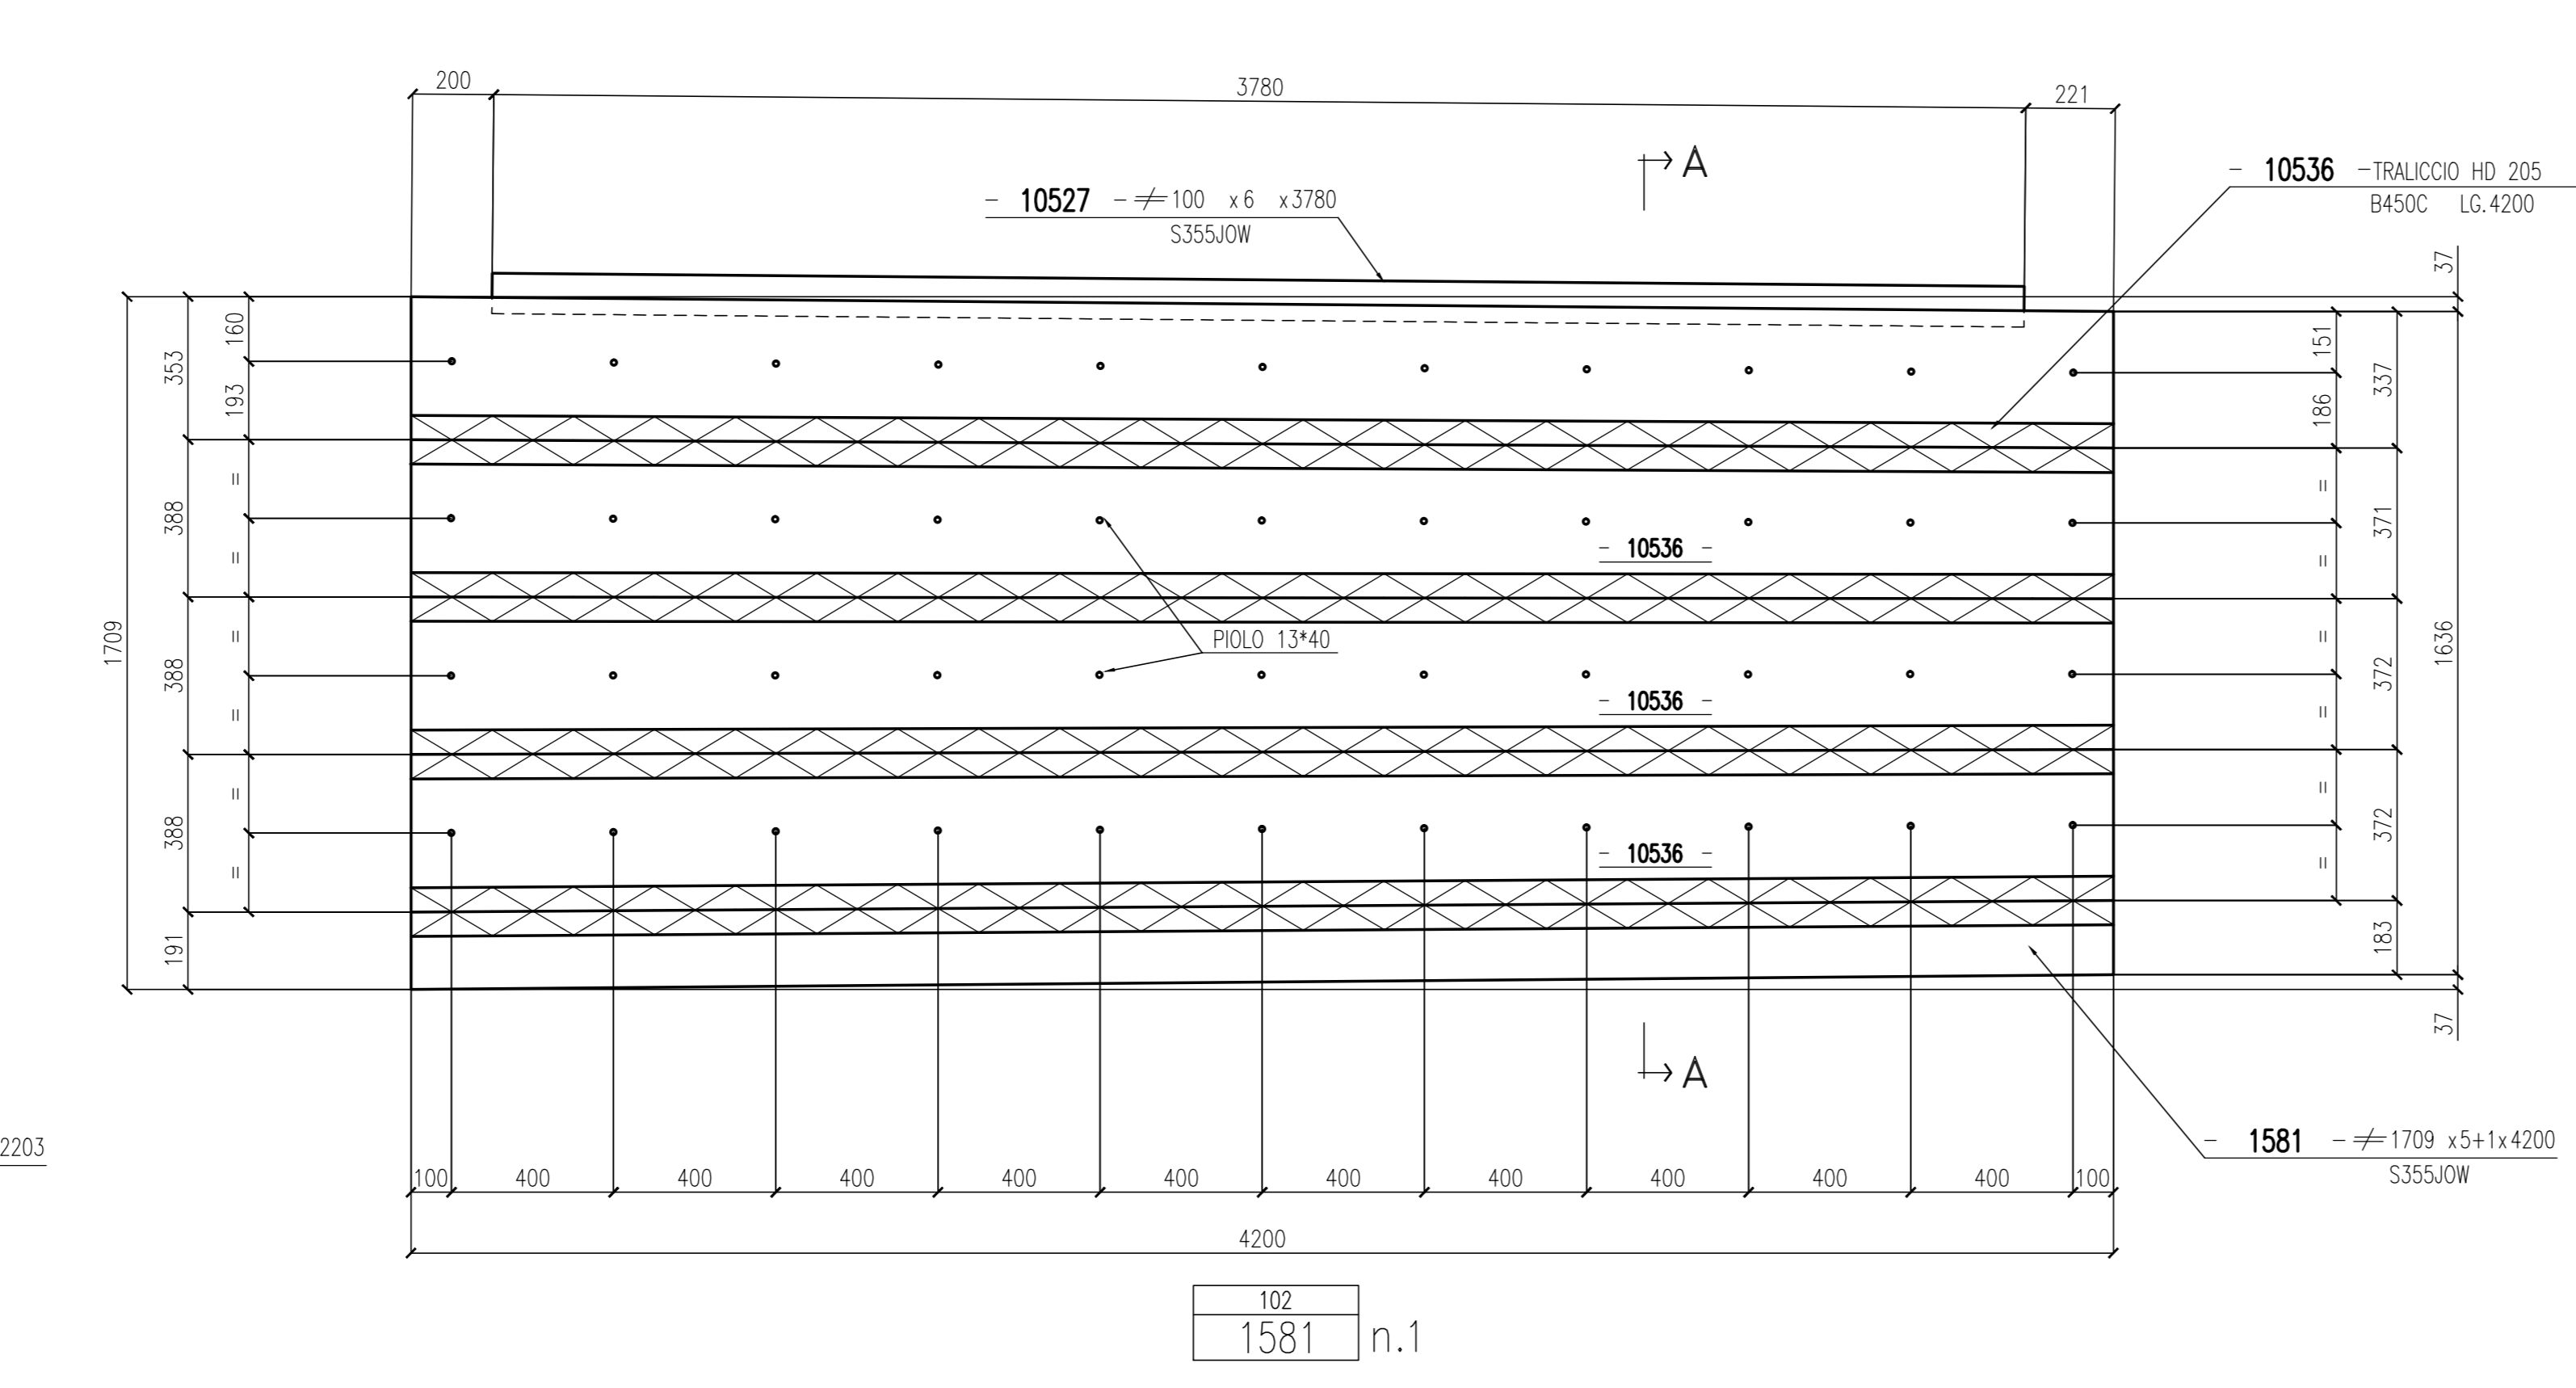 200
3780
221
A
- 10527 - ≠ 100 x6 x3780
S355JOW
- 10536 -TRALICCIO HD 205
B450C LG.4200
37
160
353
193
151
337
186
=
388
=
=
371
=
- 10536 -
1709
=
388
=
PIOLO 13*40
- 10536 -
=
372
=
1636
=
388
=
- 10536 -
=
372
=
191
183
37
A
2203
- 1581 - ≠ 1709 x5+1x4200
S355JOW
100 400 400 400 400 400 400 400 400 400 400 100
4200
102
1581 n.1